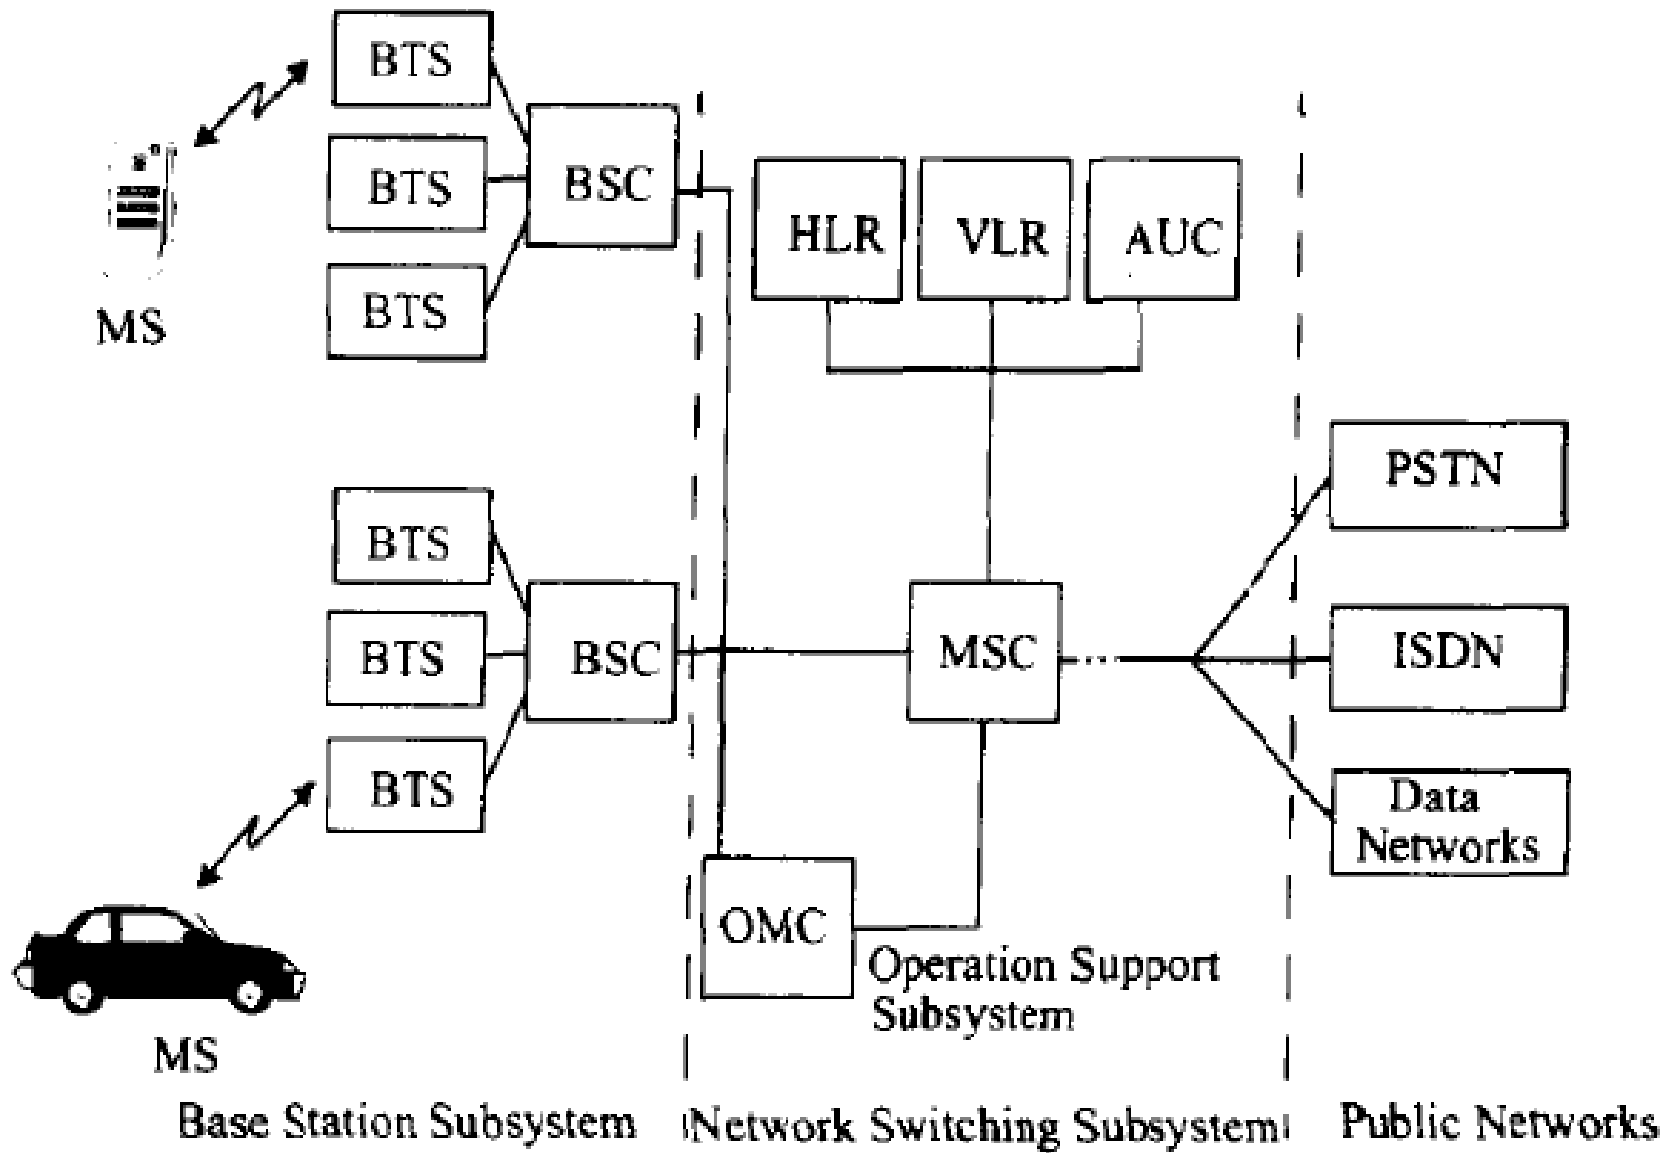 BTS
BTS
BSC
BTS
MS
HLR
VLR
AUC
PSTN
BTS
BTS
BSC
MSC
ISDN
BTS
Data
Networks
OMC
Operation Support
Subsystem
MS
Base Station Subsystem
Network Switching Subsystem
Public Networks